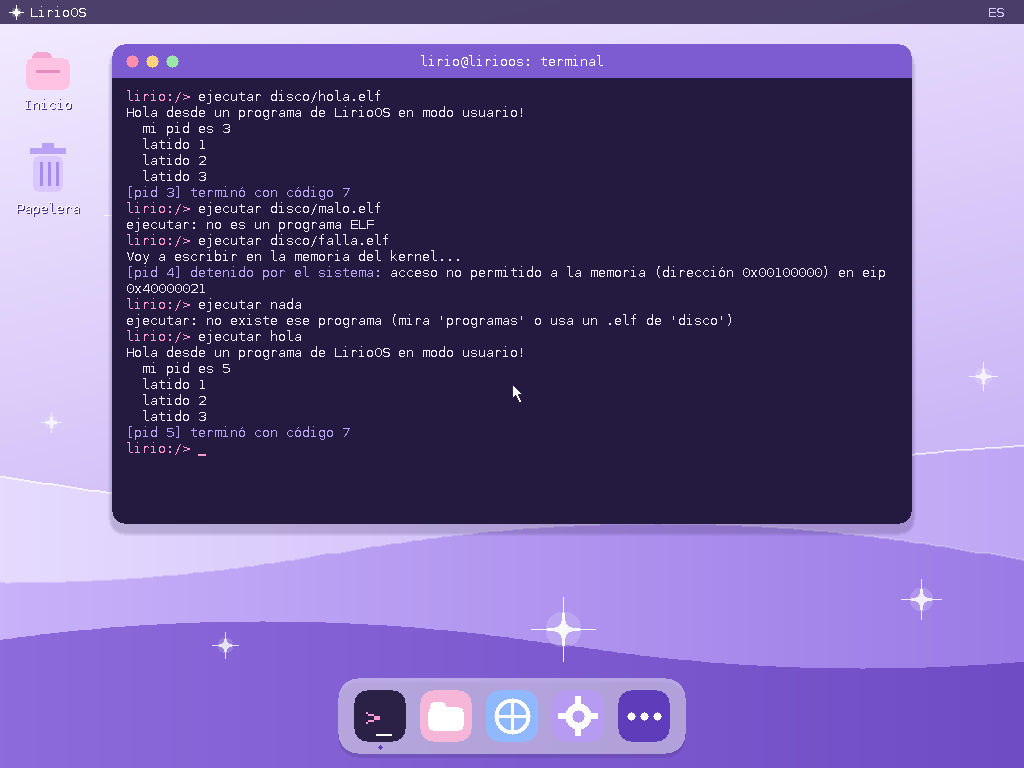 LirioOS
ES
lirio@lirioos: terminal
Inicio
Papelera
lirio:/> ejecutar disco/hola.elf
Hola desde un programa de LirioOS en modo usuario!
mi pid es 3
latido 1
latido 2
latido 3
[pid 3] terminó con código 7
lirio:/> ejecutar disco/malo.elf
ejecutar: no es un programa ELF
lirio:/> ejecutar disco/falla.elf
Voy a escribir en la memoria del kernel...
[pid 4] detenido por el sistema: acceso no permitido a la memoria (dirección 0x00100000) en eip
0x40000021
lirio:/> ejecutar nada
ejecutar: no existe ese programa (mira 'programas' o usa un .elf de 'disco')
lirio:/> ejecutar hola
Hola desde un programa de LirioOS en modo usuario!
mi pid es 5
latido 1
latido 2
latido 3
[pid 5] terminó con código 7
lirio:/> _
>_